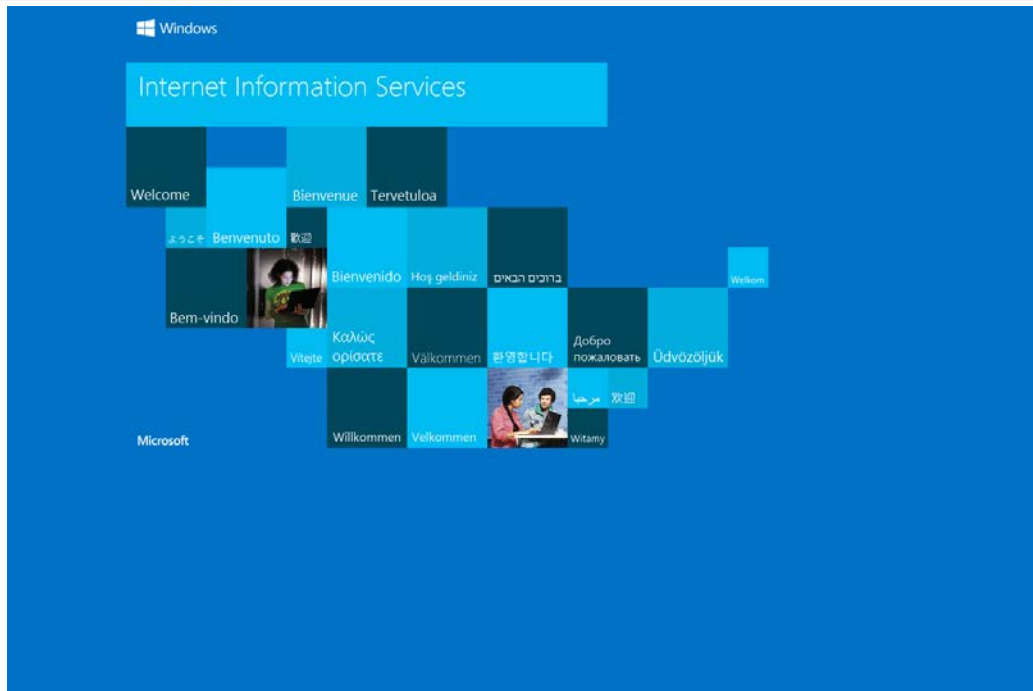 Windows
Internet Information Services
Welcome
Bienvenue
Tervetuloa
ようこそ
Benvenuto
歡迎
Bienvenido
Hoş geldiniz
ברוכים הבאים
Welkom
Bem-vindo
Vítejte
Καλώς
ορίσατε
Välkommen
환영합니다
Добро
пожаловать
Üdvözöljük
مرحبا
欢迎
Microsoft
Willkommen
Velkommen
Witamy